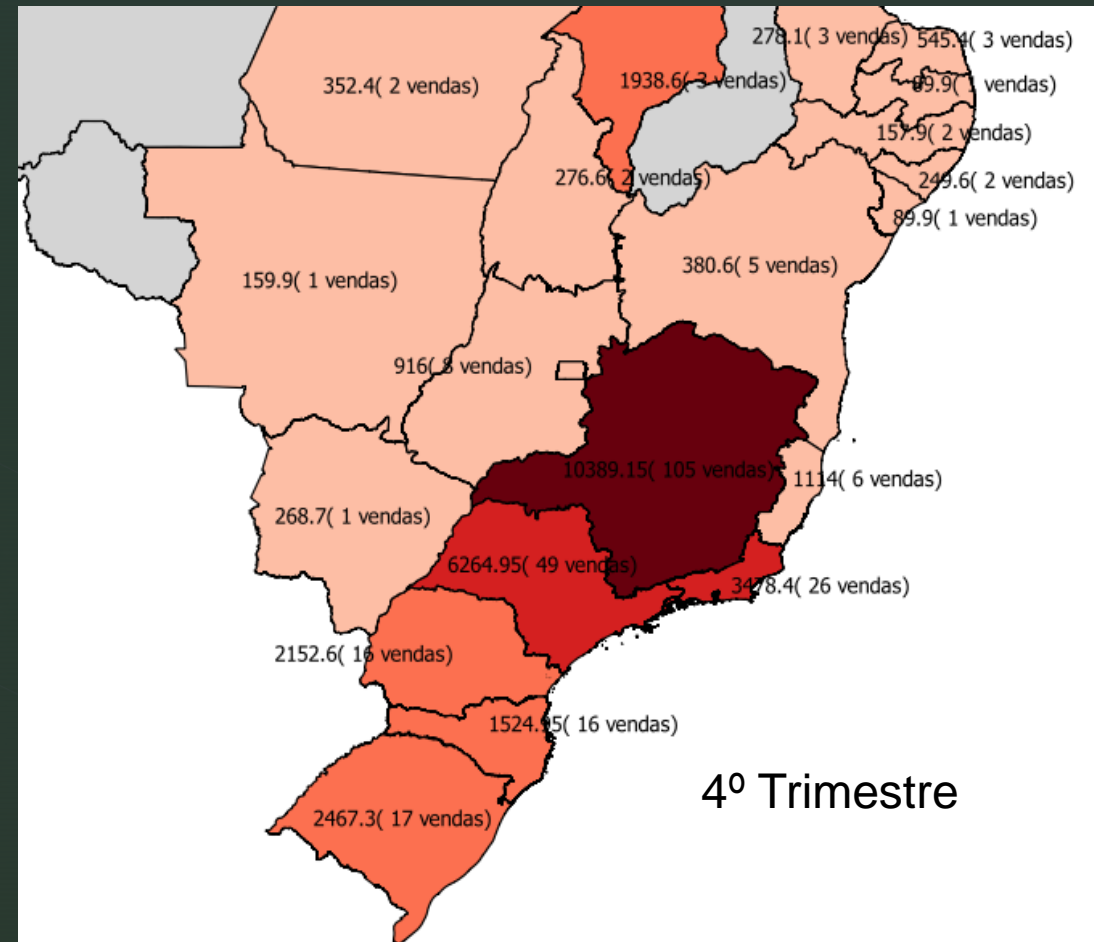 278.1( 3 vendas)
545.4( 3 vendas)
352.4( 2 vendas)
1938.6( 3 vendas)
89.9( 1 vendas)
157.9( 2 vendas)
276.6( 2 vendas)
249.6( 2 vendas)
89.9( 1 vendas)
380.6( 5 vendas)
159.9( 1 vendas)
916( 8 vendas)
10389.15( 105 vendas)
1114( 6 vendas)
268.7( 1 vendas)
6264.95( 49 vendas)
3478.4( 26 vendas)
2152.6( 16 vendas)
1524.95( 16 vendas)
4º Trimestre
2467.3( 17 vendas)